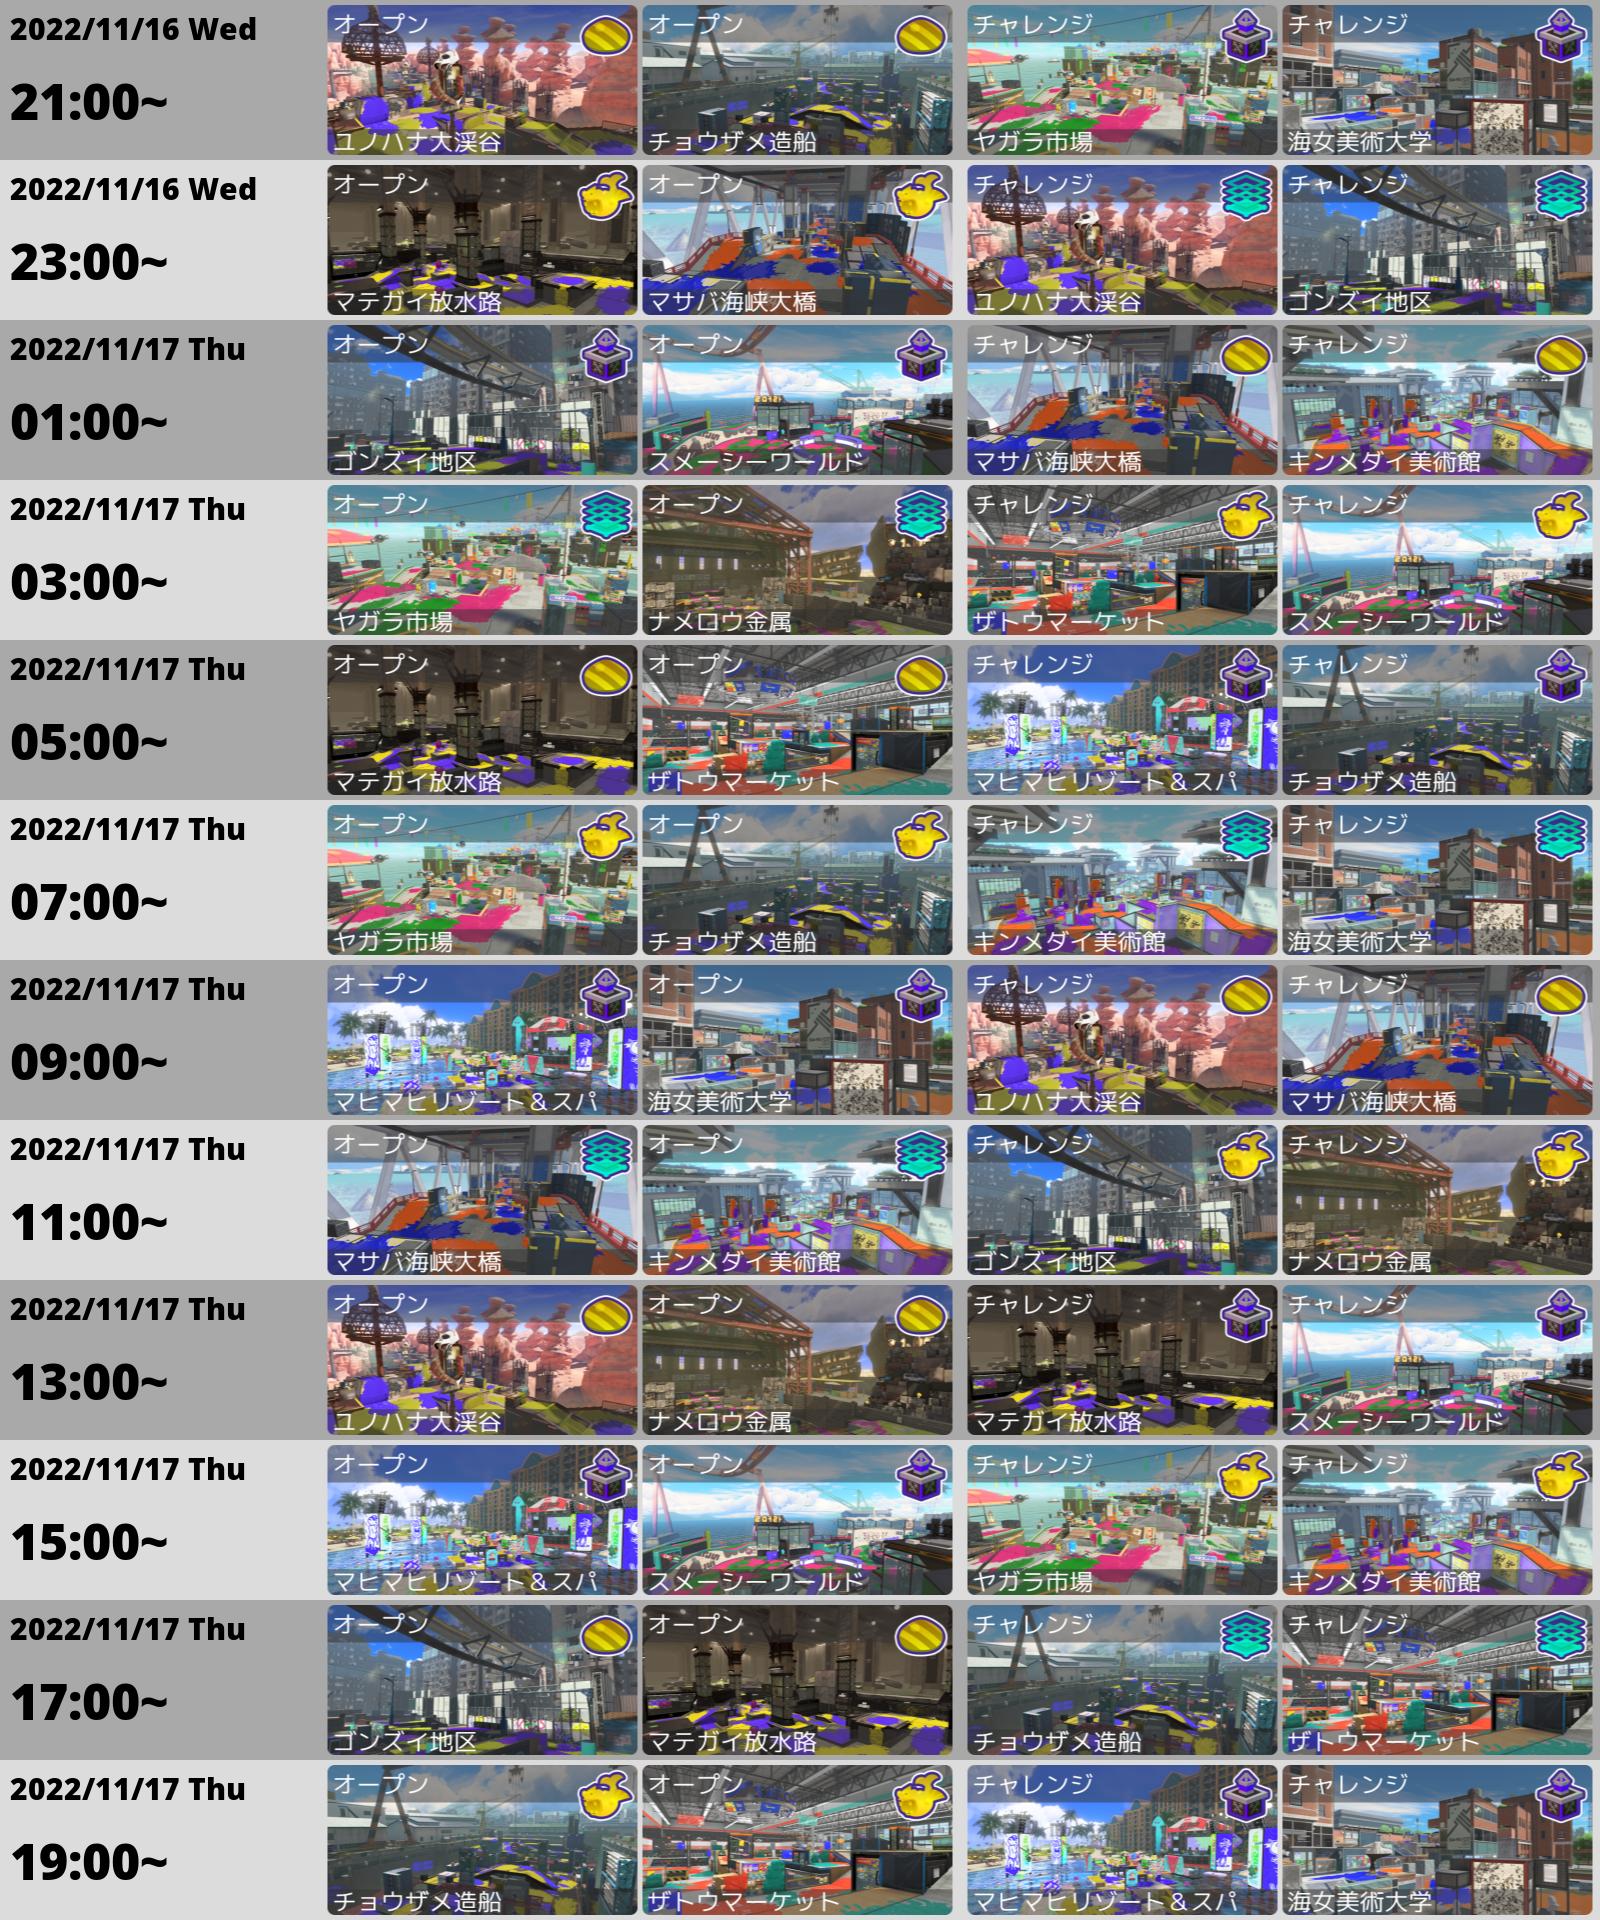 2022/11/16 Wed
21:00~
オープン
ユノハナ大渓谷
オープン
チョウザメ造船
チャレンジ
ヤガラ市場
チャレンジ
海女美術大学
2022/11/16 Wed
23:00~
オープン
マテガイ放水路
オープン
マサバ海峡大橋
チャレンジ
ユノハナ大渓谷
チャレンジ
ゴンズイ地区
2022/11/17 Thu
01:00~
オープン
ゴンズイ地区
オープン
スメーシーワールド
チャレンジ
マサバ海峡大橋
チャレンジ
キンメダイ美術館
2022/11/17 Thu
03:00~
オープン
ヤガラ市場
オープン
ナメロウ金属
チャレンジ
ザトウマーケット
チャレンジ
スメーシーワールド
2022/11/17 Thu
05:00~
オープン
マテガイ放水路
オープン
ザトウマーケット
チャレンジ
マヒマヒリゾート＆スパ
チャレンジ
チョウザメ造船
2022/11/17 Thu
07:00~
オープン
ヤガラ市場
オープン
チョウザメ造船
チャレンジ
キンメダイ美術館
チャレンジ
海女美術大学
2022/11/17 Thu
09:00~
オープン
マヒマヒリゾート＆スパ
オープン
海女美術大学
チャレンジ
ユノハナ大渓谷
チャレンジ
マサバ海峡大橋
2022/11/17 Thu
11:00~
オープン
マサバ海峡大橋
オープン
キンメダイ美術館
チャレンジ
ゴンズイ地区
チャレンジ
ナメロウ金属
2022/11/17 Thu
13:00~
オープン
ユノハナ大渓谷
オープン
ナメロウ金属
チャレンジ
マテガイ放水路
チャレンジ
スメーシーワールド
2022/11/17 Thu
15:00~
オープン
マヒマヒリゾート＆スパ
オープン
スメーシーワールド
チャレンジ
ヤガラ市場
チャレンジ
キンメダイ美術館
2022/11/17 Thu
17:00~
オープン
ゴンズイ地区
オープン
マテガイ放水路
チャレンジ
チョウザメ造船
チャレンジ
ザトウマーケット
2022/11/17 Thu
19:00~
オープン
チョウザメ造船
オープン
ザトウマーケット
チャレンジ
マヒマヒリゾート＆スパ
チャレンジ
海女美術大学